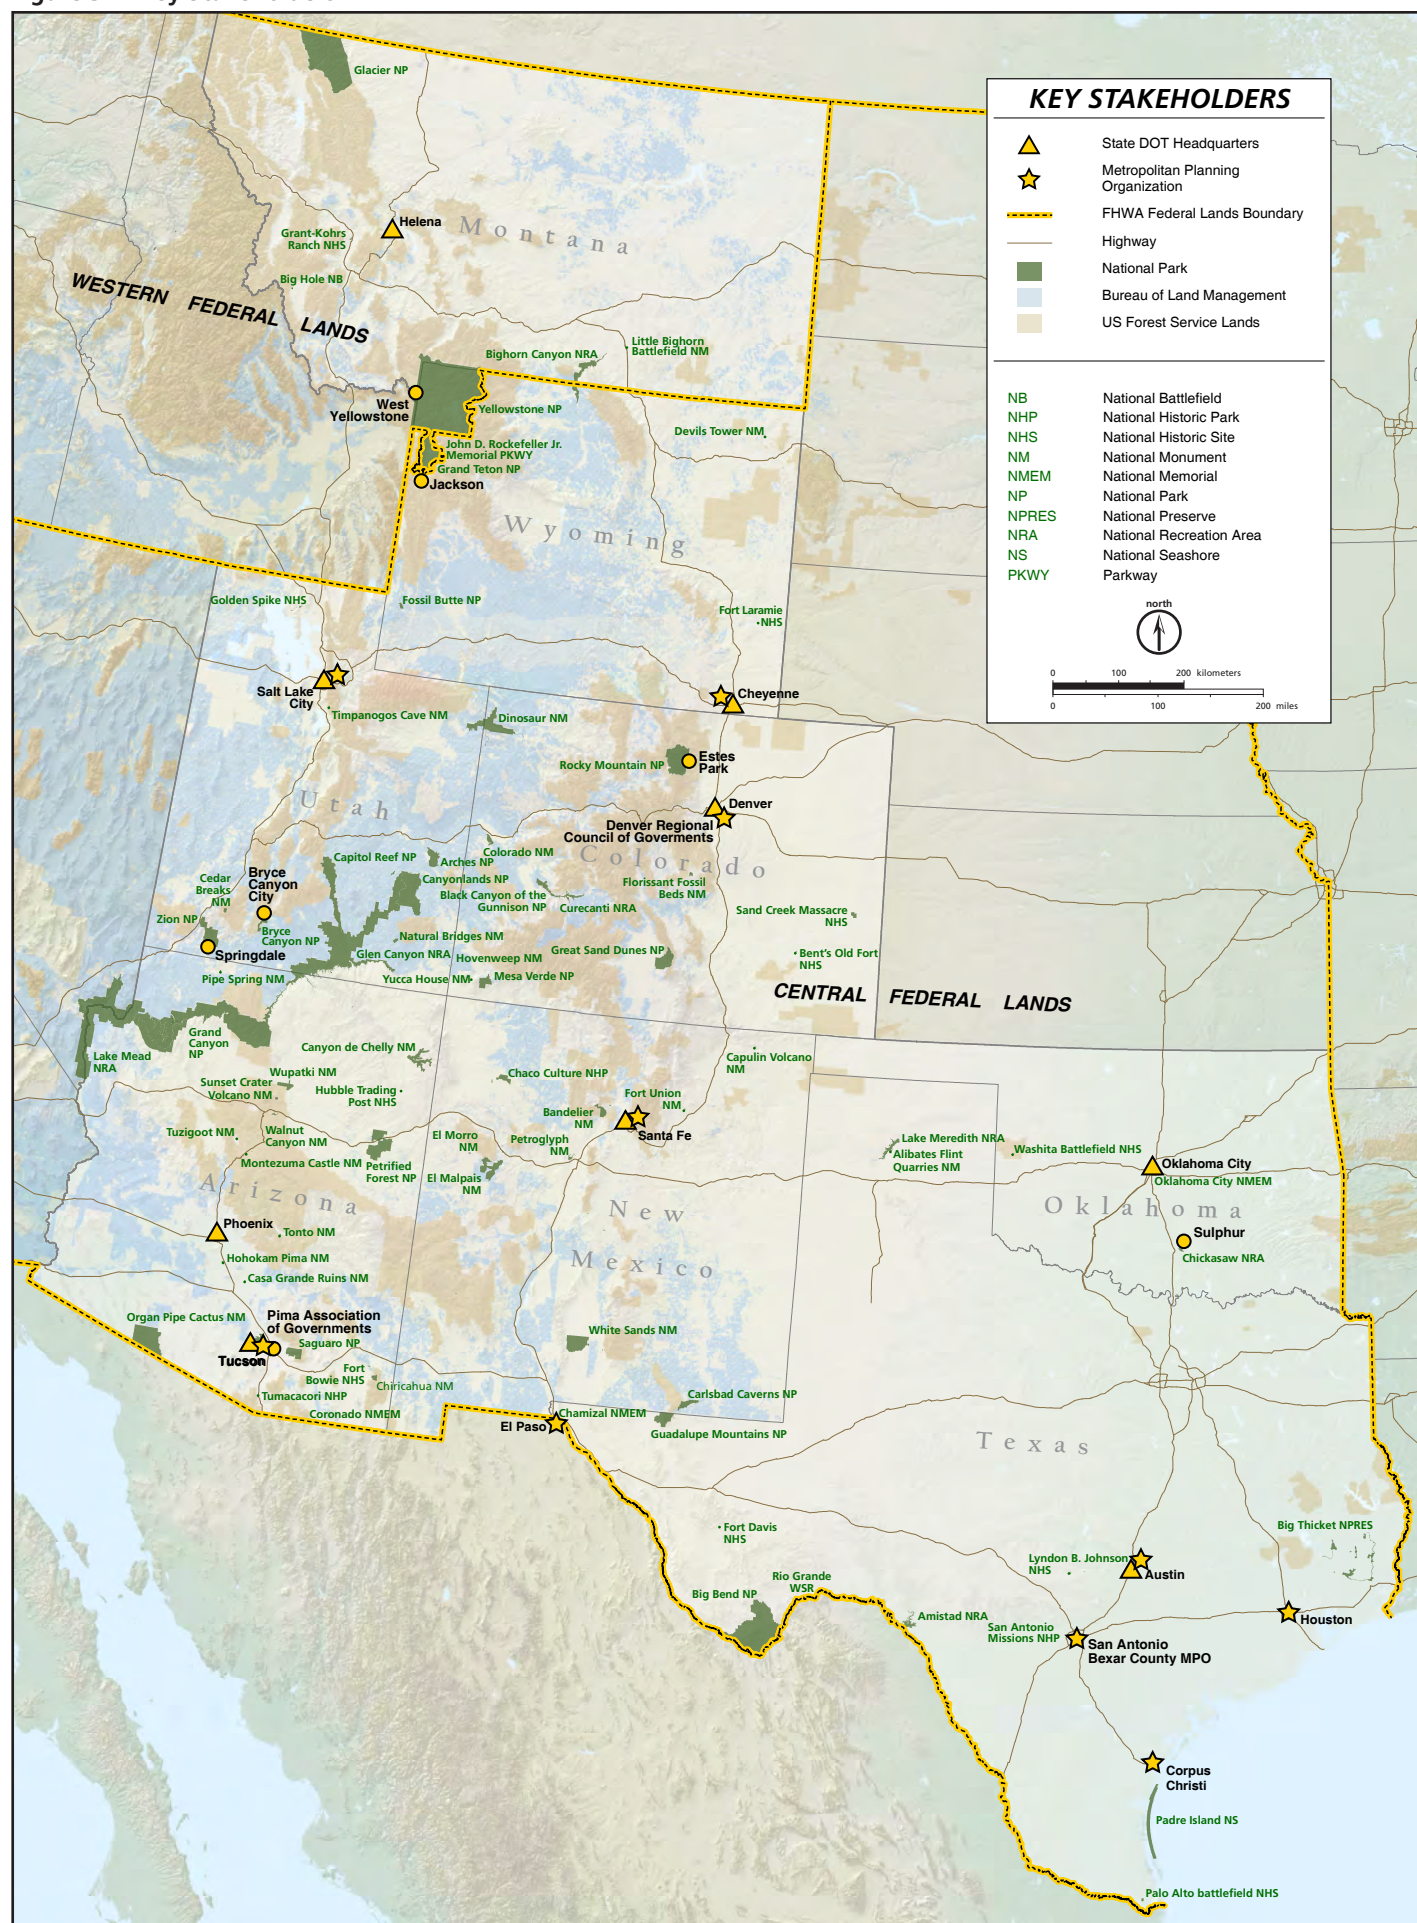 KEY STAKEHOLDERS
State DOT Headquarters
Metropolitan Planning
Organization
FHWA Federal Lands Boundary
Highway
National Park
Bureau of Land Management
US Forest Service Lands
NB National Battlefield
NHP National Historic Park
NHS National Historic Site
NM National Monument
NMEM National Memorial
NP National Park
NPRES National Preserve
NRA National Recreation Area
NS National Seashore
PKWY Parkway
north
0 100 200 kilometers
0 100 200 miles
Glacier NP
Helena
Montana
Grant-Kohrs
Ranch NHS
Big Hole NB
WESTERN FEDERAL LANDS
Little Bighorn
Battlefield NM
Bighorn Canyon NRA
West
Yellowstone
Yellowstone NP
Devils Tower NM
John D. Rockefeller Jr.
Memorial PKWY
Grand Teton NP
Jackson
Wyoming
Golden Spike NHS
Fossil Butte NP
Fort Laramie
NHS
Salt Lake
City
Cheyenne
Timpanogos Cave NM
Dinosaur NM
Estes
Park
Rocky Mountain NP
Utah
Denver
Denver Regional
Council of Goverments
Colorado
Colorado NM
Capitol Reef NP
Arches NP
Canyonlands NP
Cedar
Breaks
NM
Bryce
Canyon
City
Black Canyon of the
Gunnison NP
Curecanti NRA
Florissant Fossil
Beds NM
Sand Creek Massacre
NHS
Zion NP
Bryce
Canyon NP
Springdale
Natural Bridges NM
Glen Canyon NRA
Hovenweep NM
Great Sand Dunes NP
Bent's Old Fort
NHS
Pipe Spring NM
Yucca House NM
Mesa Verde NP
CENTRAL FEDERAL LANDS
Grand
Canyon
NP
Lake Mead
NRA
Canyon de Chelly NM
Capulin Volcano
NM
Wupatki NM
Sunset Crater
Volcano NM
Hubble Trading
Post NHS
Chaco Culture NHP
Fort Union
NM
Bandelier
NM
Santa Fe
Tuzigoot NM
Walnut
Canyon NM
El Morro
NM
Petroglyph
NM
Montezuma Castle NM
Petrified
Forest NP
El Malpais
NM
Lake Meredith NRA
Alibates Flint
Quarries NM
Washita Battlefield NHS
Oklahoma City
Oklahoma City NMEM
Arizona
New
Mexico
Oklahoma
Phoenix
Tonto NM
Sulphur
Chickasaw NRA
Hohokam Pima NM
Casa Grande Ruins NM
Organ Pipe Cactus NM
Pima Association
of Governments
Saguaro NP
Tucson
Fort
Bowie NHS
Chiricahua NM
Tumacacori NHP
Coronado NMEM
White Sands NM
Carlsbad Caverns NP
Chamizal NMEM
El Paso
Guadalupe Mountains NP
Texas
Fort Davis
NHS
Big Thicket NPRES
Lyndon B. Johnson
NHS
Austin
Rio Grande
WSR
Big Bend NP
Amistad NRA
San Antonio
Missions NHP
Houston
San Antonio
Bexar County MPO
Corpus
Christi
Padre Island NS
Palo Alto battlefield NHS